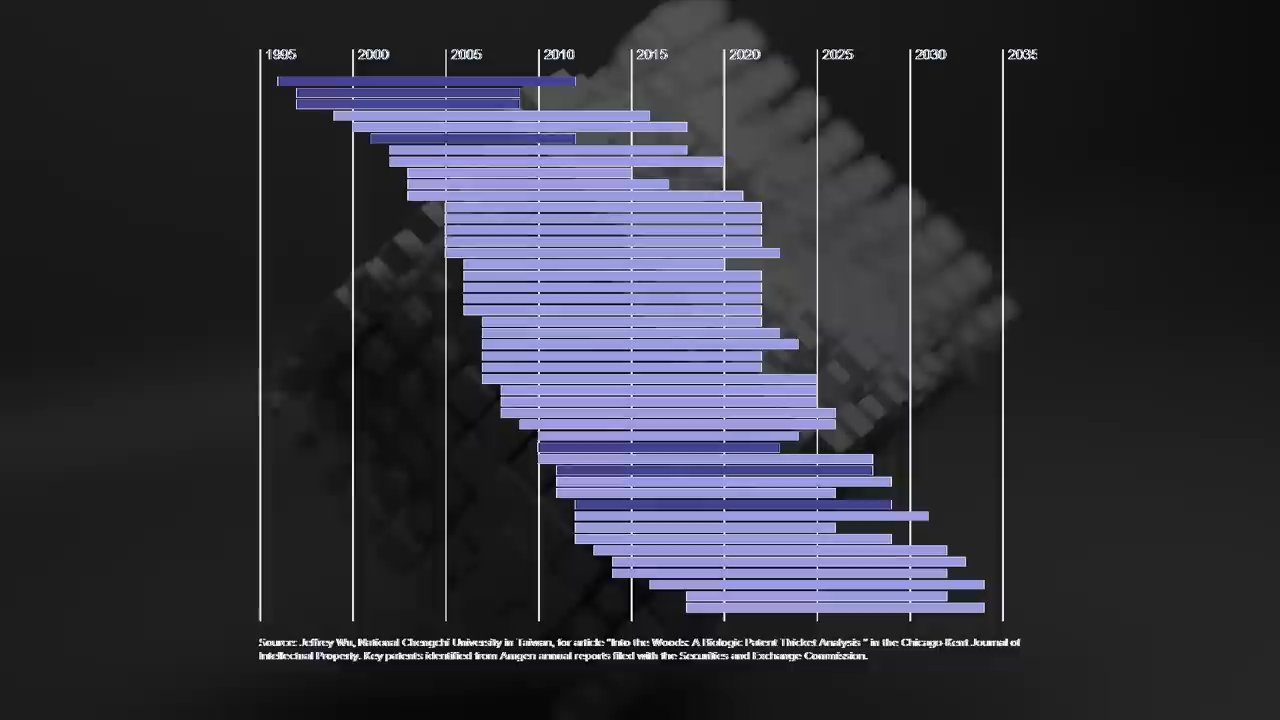 1995 2000 2005 2010 2015 2020 2025 2030 2035
Source: Jeffrey Wu, National Chengchi University in Taiwan, for article "Into the Woods: A Biologic Patent Thicket Analysis " in the Chicago-Kent Journal of
Intellectual Property. Key patents identified from Amgen annual reports filed with the Securities and Exchange Commission.